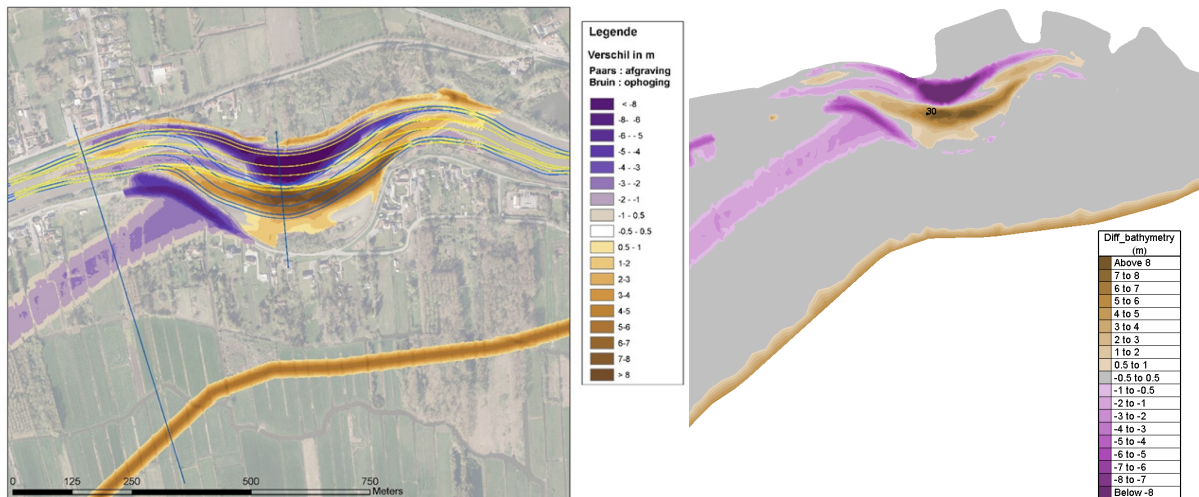 0
125
250
500
750
Meters
Legende
Verschil in m
Paars : afgraving
Bruin : ophoging
< -8
-8- -6
-6 - -5
-5 - -4
-4 - -3
-3 - -2
-2 - -1
-1 - 0.5
-0.5 - 0.5
0.5 - 1
1-2
2-3
3-4
4-5
5-6
6-7
7-8
> 8
30
Diff_bathymetry
(m)
Above 8
7 to 8
6 to 7
5 to 6
4 to 5
3 to 4
2 to 3
1 to 2
0.5 to 1
-0.5 to 0.5
-1 to -0.5
-2 to -1
-3 to -2
-4 to -3
-5 to -4
-6 to -5
-7 to -6
-8 to -7
Below -8